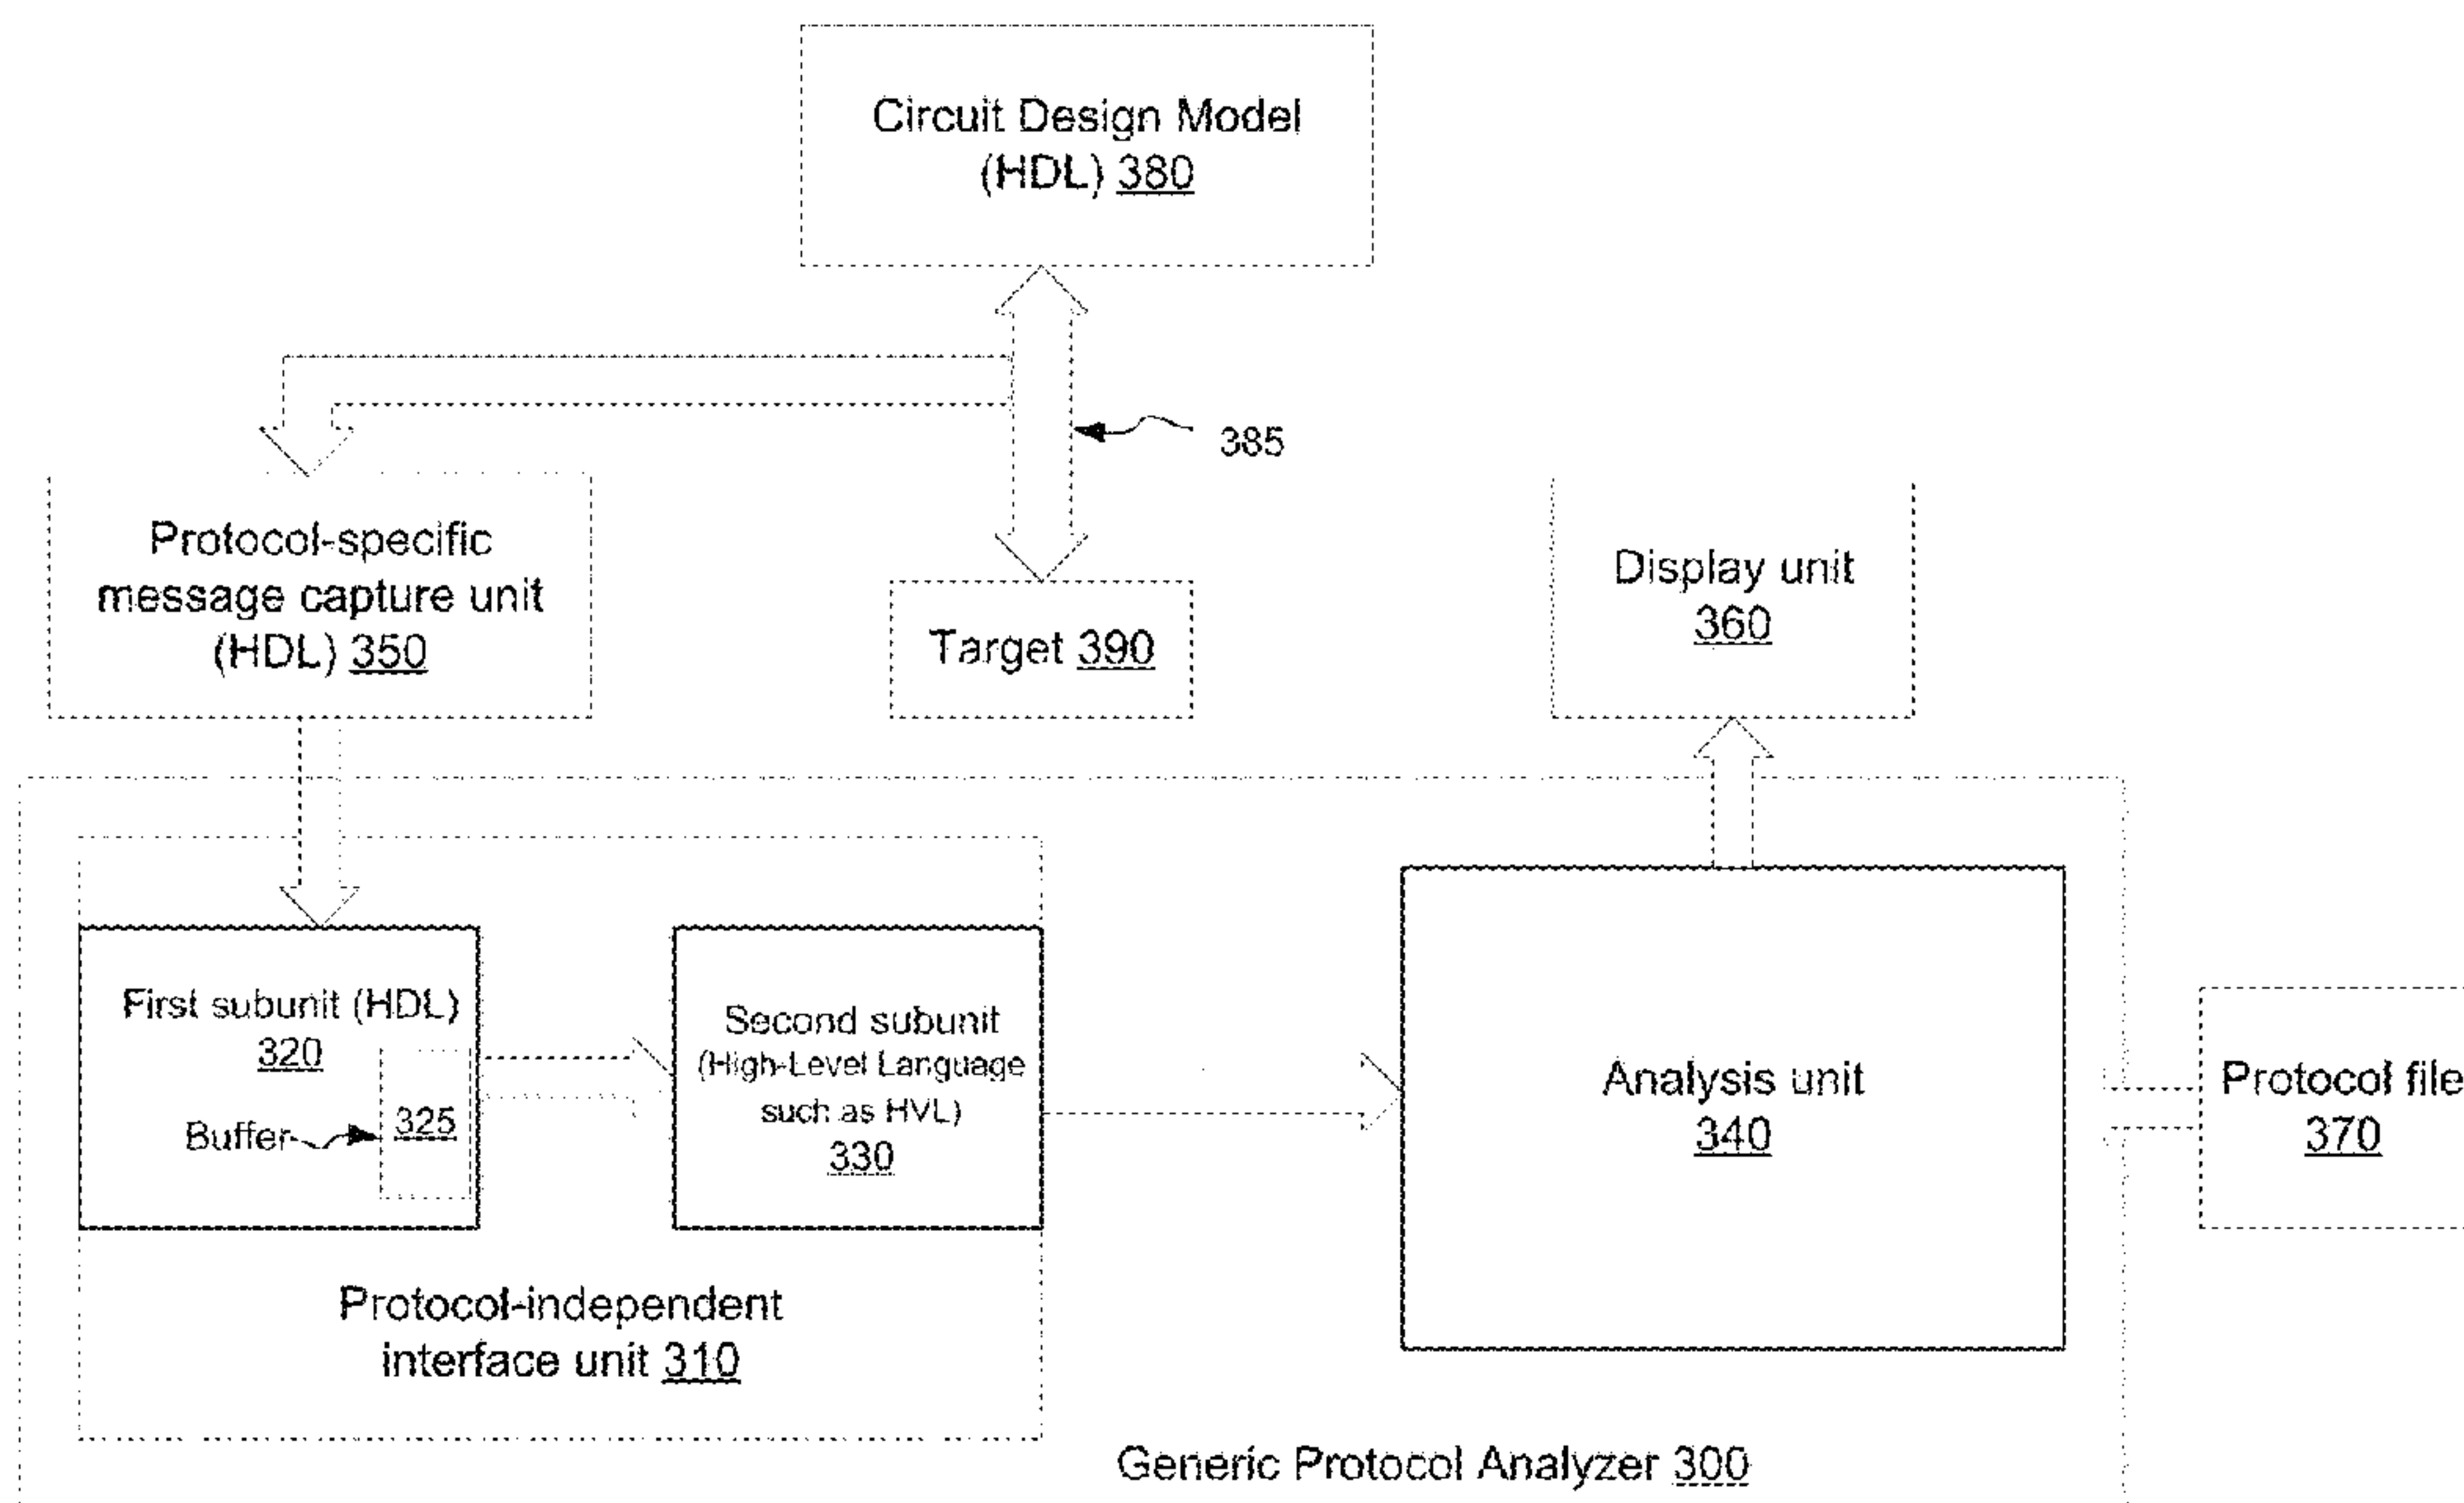 Circuit Design Model
(HDL) 380
385
Protocol-specific
message capture unit
(HDL) 350
Target 390
Display unit
360
First subunit (HDL)
320
Buffer
325
Second subunit
(High-Level Language
such as HVL)
330
Analysis unit
340
Protocol file
370
Protocol-independent
interface unit 310
Generic Protocol Analyzer 300